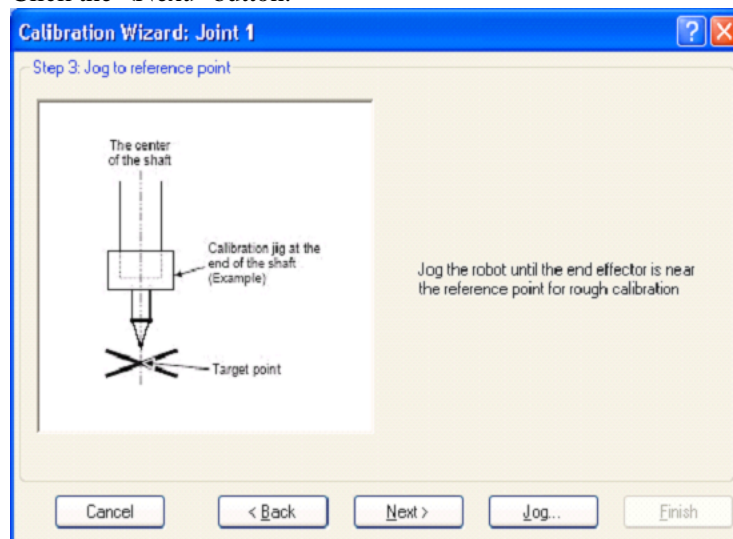 Calibration Wizard: Joint 1
Step 3: Jog to reference point
The center
of the shaft
Calibration jig at the
end of the shaft
(Example)
Target point
Jog the robot until the end effector is near
the reference point for rough calibration
Cancel
< Back
Next >
Jog...
Finish